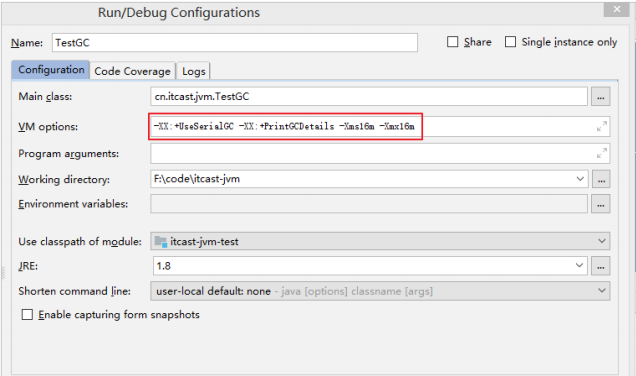 Run/Debug Configurations
Name: TestGC Share Single instance only
Configuration Code Coverage Logs
Main class: cn.itcast.jvm.TestGC ...
VM options: -XX:+UseSerialGC -XX:+PrintGCDetails -Xms16m -Xmx16m
Program arguments:
Working directory: F:\code\itcast-jvm ...
Environment variables: ...
Use classpath of module: itcast-jvm-test
JRE: 1.8 ...
Shorten command line: user-local default: none - java [options] classname [args]
Enable capturing form snapshots